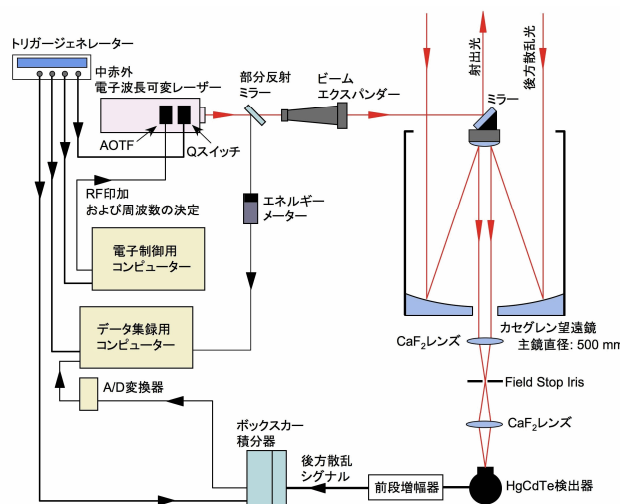 トリガージェネレーター
中赤外
電子波長可変レーザー
AOTF
Qスイッチ
部分反射
ミラー
ビーム
エクスパンダー
射出光
後方散乱光
ミラー
RF印加
および周波数の決定
エネルギー
メーター
電子制御用
コンピューター
データ集録用
コンピューター
A/D変換器
ボックスカー
積分器
後方散乱
シグナル
前段増幅器
HgCdTe検出器
CaF₂レンズ
Field Stop Iris
CaF₂レンズ
カセグレン望遠鏡
主鏡直径: 500 mm